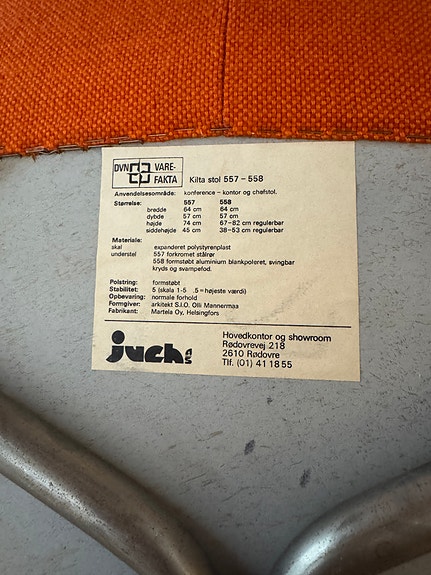 DVN VARE-
FAKTA
Kilta stol 557 – 558
Anvendelsesområde: konference – kontor og chefstol.
Størrelse: 557 558
bredde 64 cm 64 cm
dybde 57 cm 57 cm
højde 74 cm 67–82 cm regulerbar
siddehøjde 45 cm 38–53 cm regulerbar
Materiale:
skal expanderet polystyrenplast
understel 557 forkromet stålrør
558 formstøbt aluminium blankpoleret, svingbar
kryds og svampefod.
Polstring: formstøbt
Stabilitet: 5 (skala 1-5 .5 = højeste værdi)
Opbevaring: normale forhold
Formgiver: arkitekt S.I.O. Olli Mannermaa
Fabrikant: Martela Oy, Helsingfors
juch
Hovedkontor og showroom
Rødovrevej 218
2610 Rødovre
Tlf. (01) 41 18 55